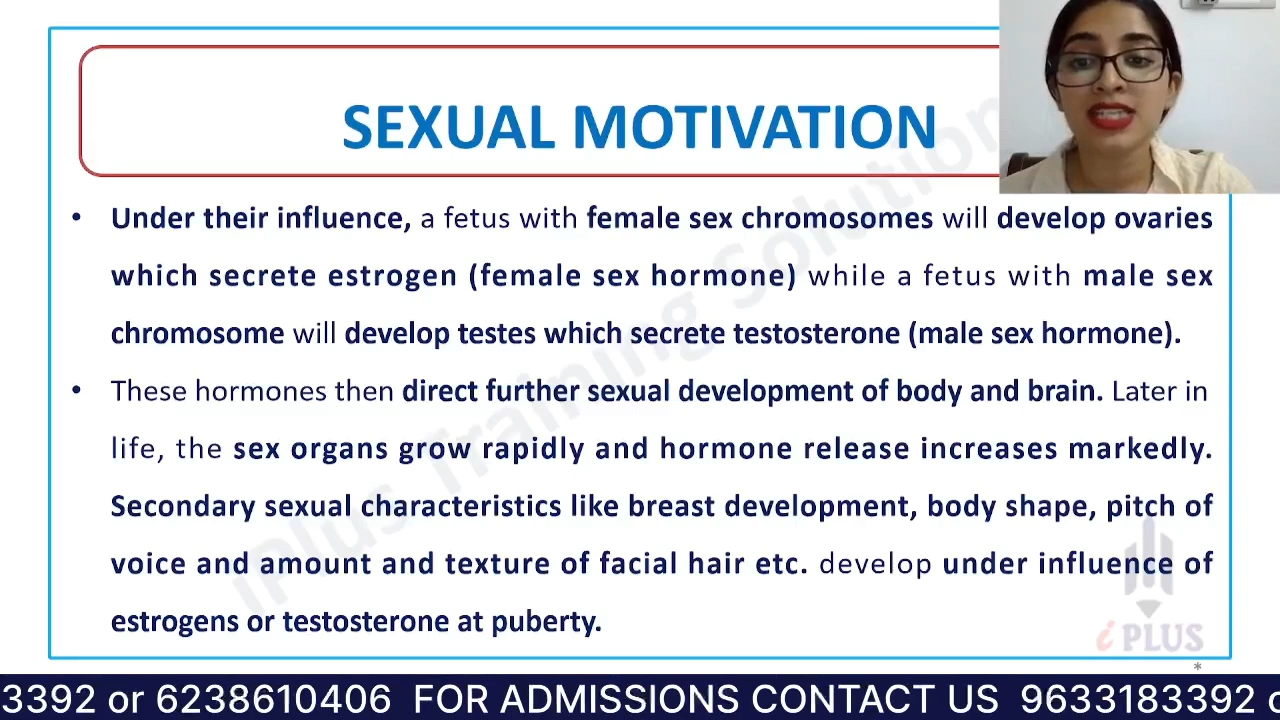 SEXUAL MOTIVATION
• Under their influence, a fetus with female sex chromosomes will develop ovaries
which secrete estrogen (female sex hormone) while a fetus with male sex
chromosome will develop testes which secrete testosterone (male sex hormone).
• These hormones then direct further sexual development of body and brain. Later in
life, the sex organs grow rapidly and hormone release increases markedly.
Secondary sexual characteristics like breast development, body shape, pitch of
voice and amount and texture of facial hair etc. develop under influence of
estrogens or testosterone at puberty.
iPlus Training Solution
i PLUS
*
3392 or 6238610406 FOR ADMISSIONS CONTACT US 9633183392 o